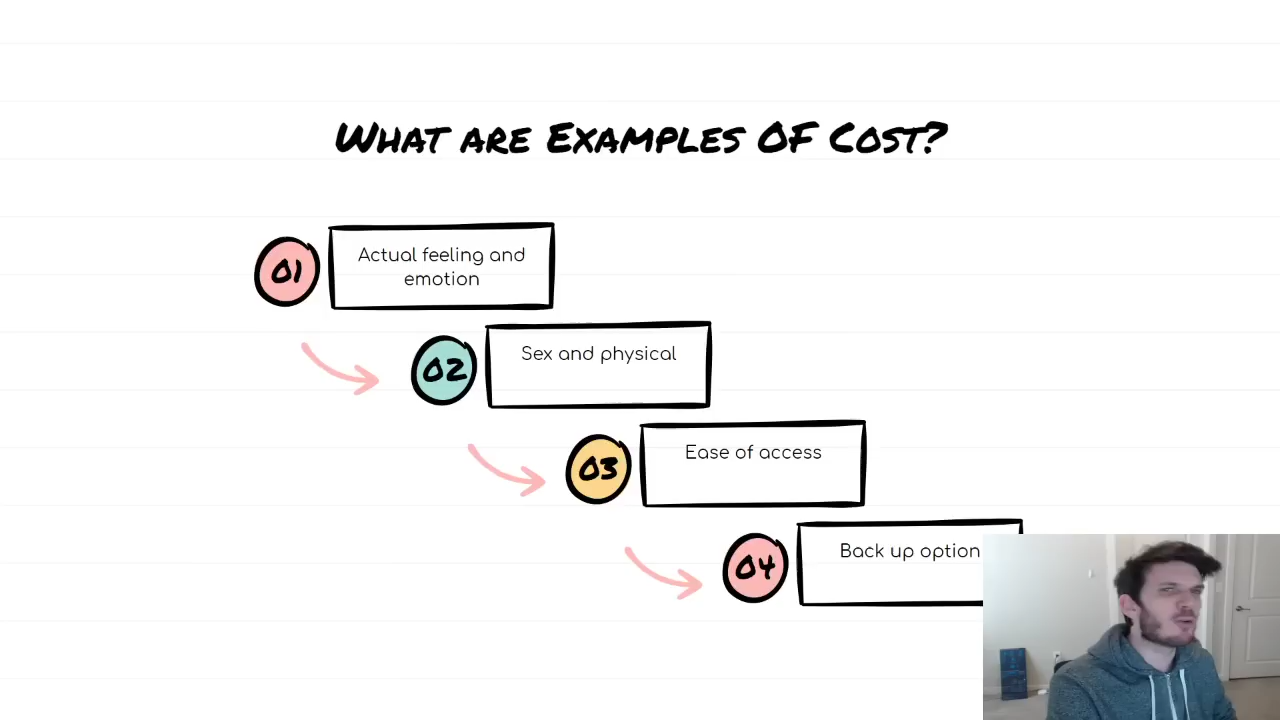 What are Examples OF Cost?
01
Actual feeling and
emotion
02
Sex and physical
03
Ease of access
04
Back up option